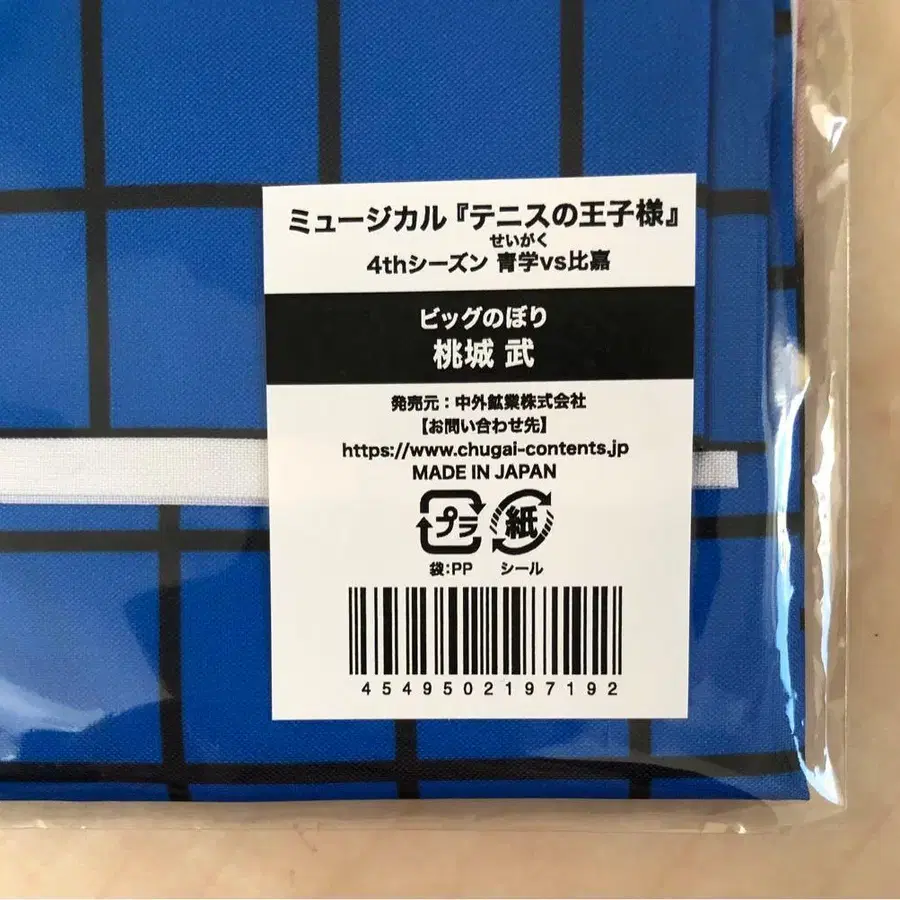 ミュージカル『テニスの王子様』
せいがく
4thシーズン 青学vs比嘉
ビッグのぼり
桃城 武
発売元：中外鉱業株式会社
【お問い合わせ先】
https://www.chugai-contents.jp
MADE IN JAPAN
プラ 紙
袋:PP シール
4549502197192